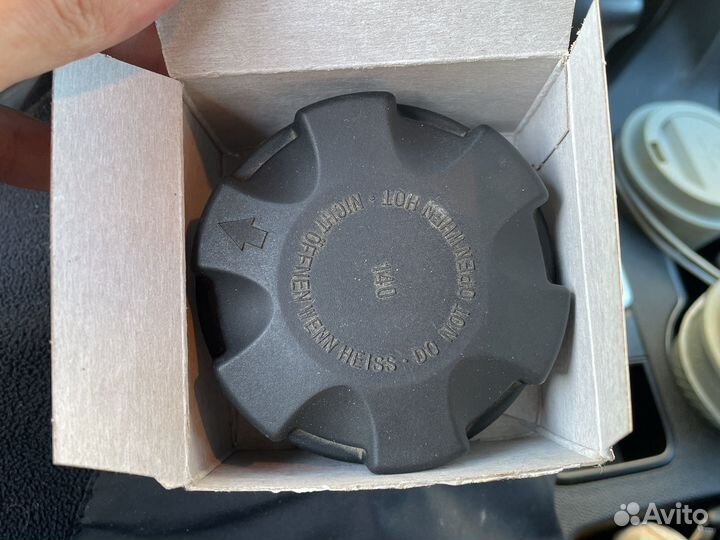 NICHT ÖFFNEN WENN HEISS · DO NOT OPEN WHEN HOT ·
140
Avito